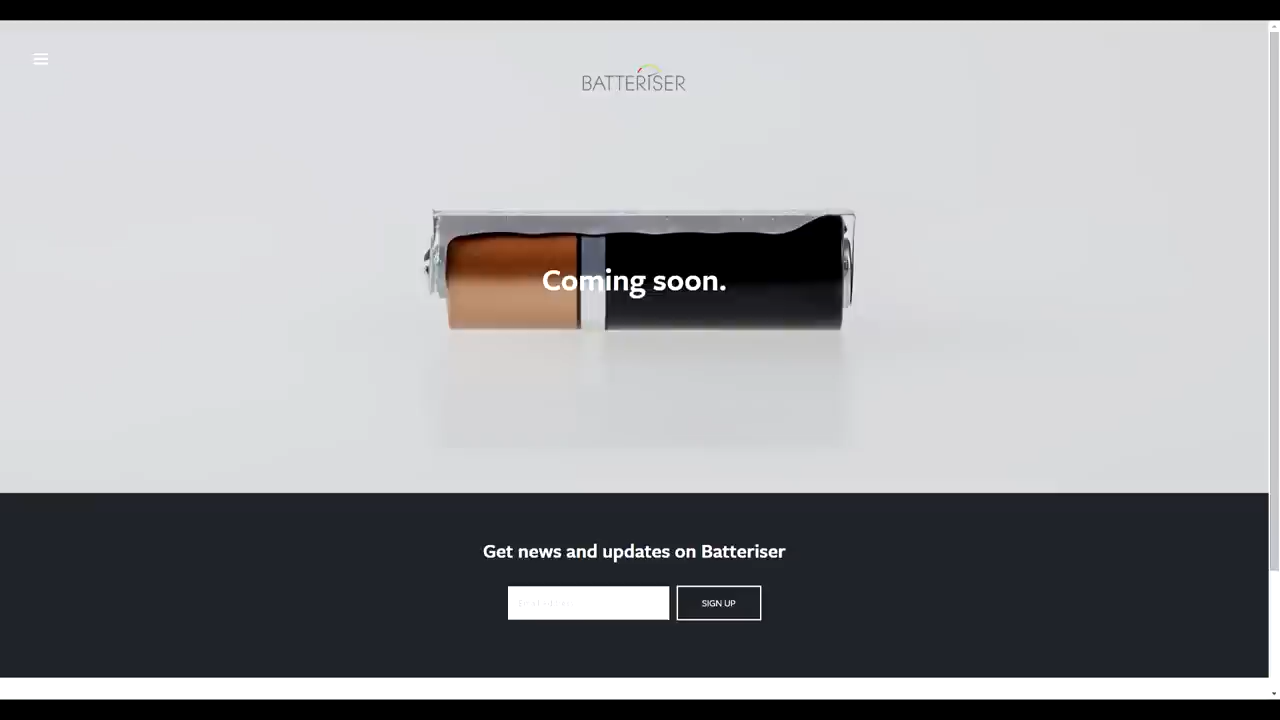 BATTERISER
Coming soon.
Get news and updates on Batteriser
SIGN UP